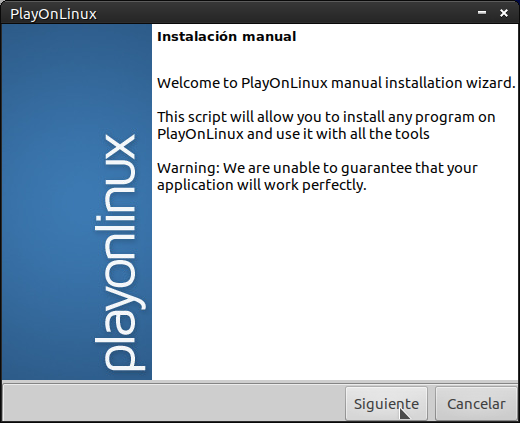 PlayOnLinux
Instalación manual
Welcome to PlayOnLinux manual installation wizard.
This script will allow you to install any program on
PlayOnLinux and use it with all the tools
Warning: We are unable to guarantee that your
application will work perfectly.
playonlinux
Siguiente
Cancelar